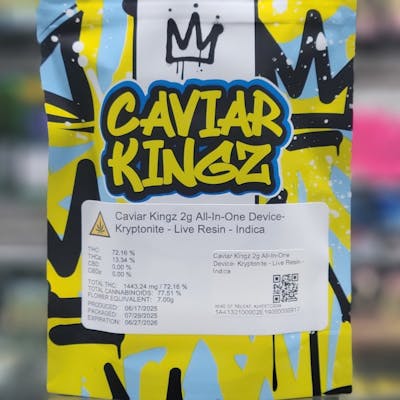 CAVIAR
KINGZ
Caviar Kingz 2g All-In-One Device-
Kryptonite - Live Resin - Indica
THC: 72.16 %
THCa: 13.34 %
CBD: 0.00 %
CBDa: 0.00 %
TOTAL THC: 1443.24 mg / 72.16 %
TOTAL CANNABINOIDS: 77.51 %
FLOWER EQUIVALENT: 7.00g
PRODUCED: 06/17/2025
PACKAGED: 07/29/2025
EXPIRATION: 06/27/2026
Caviar Kingz 2g All-In-One
Device- Kryptonite - Live Resin -
Indica